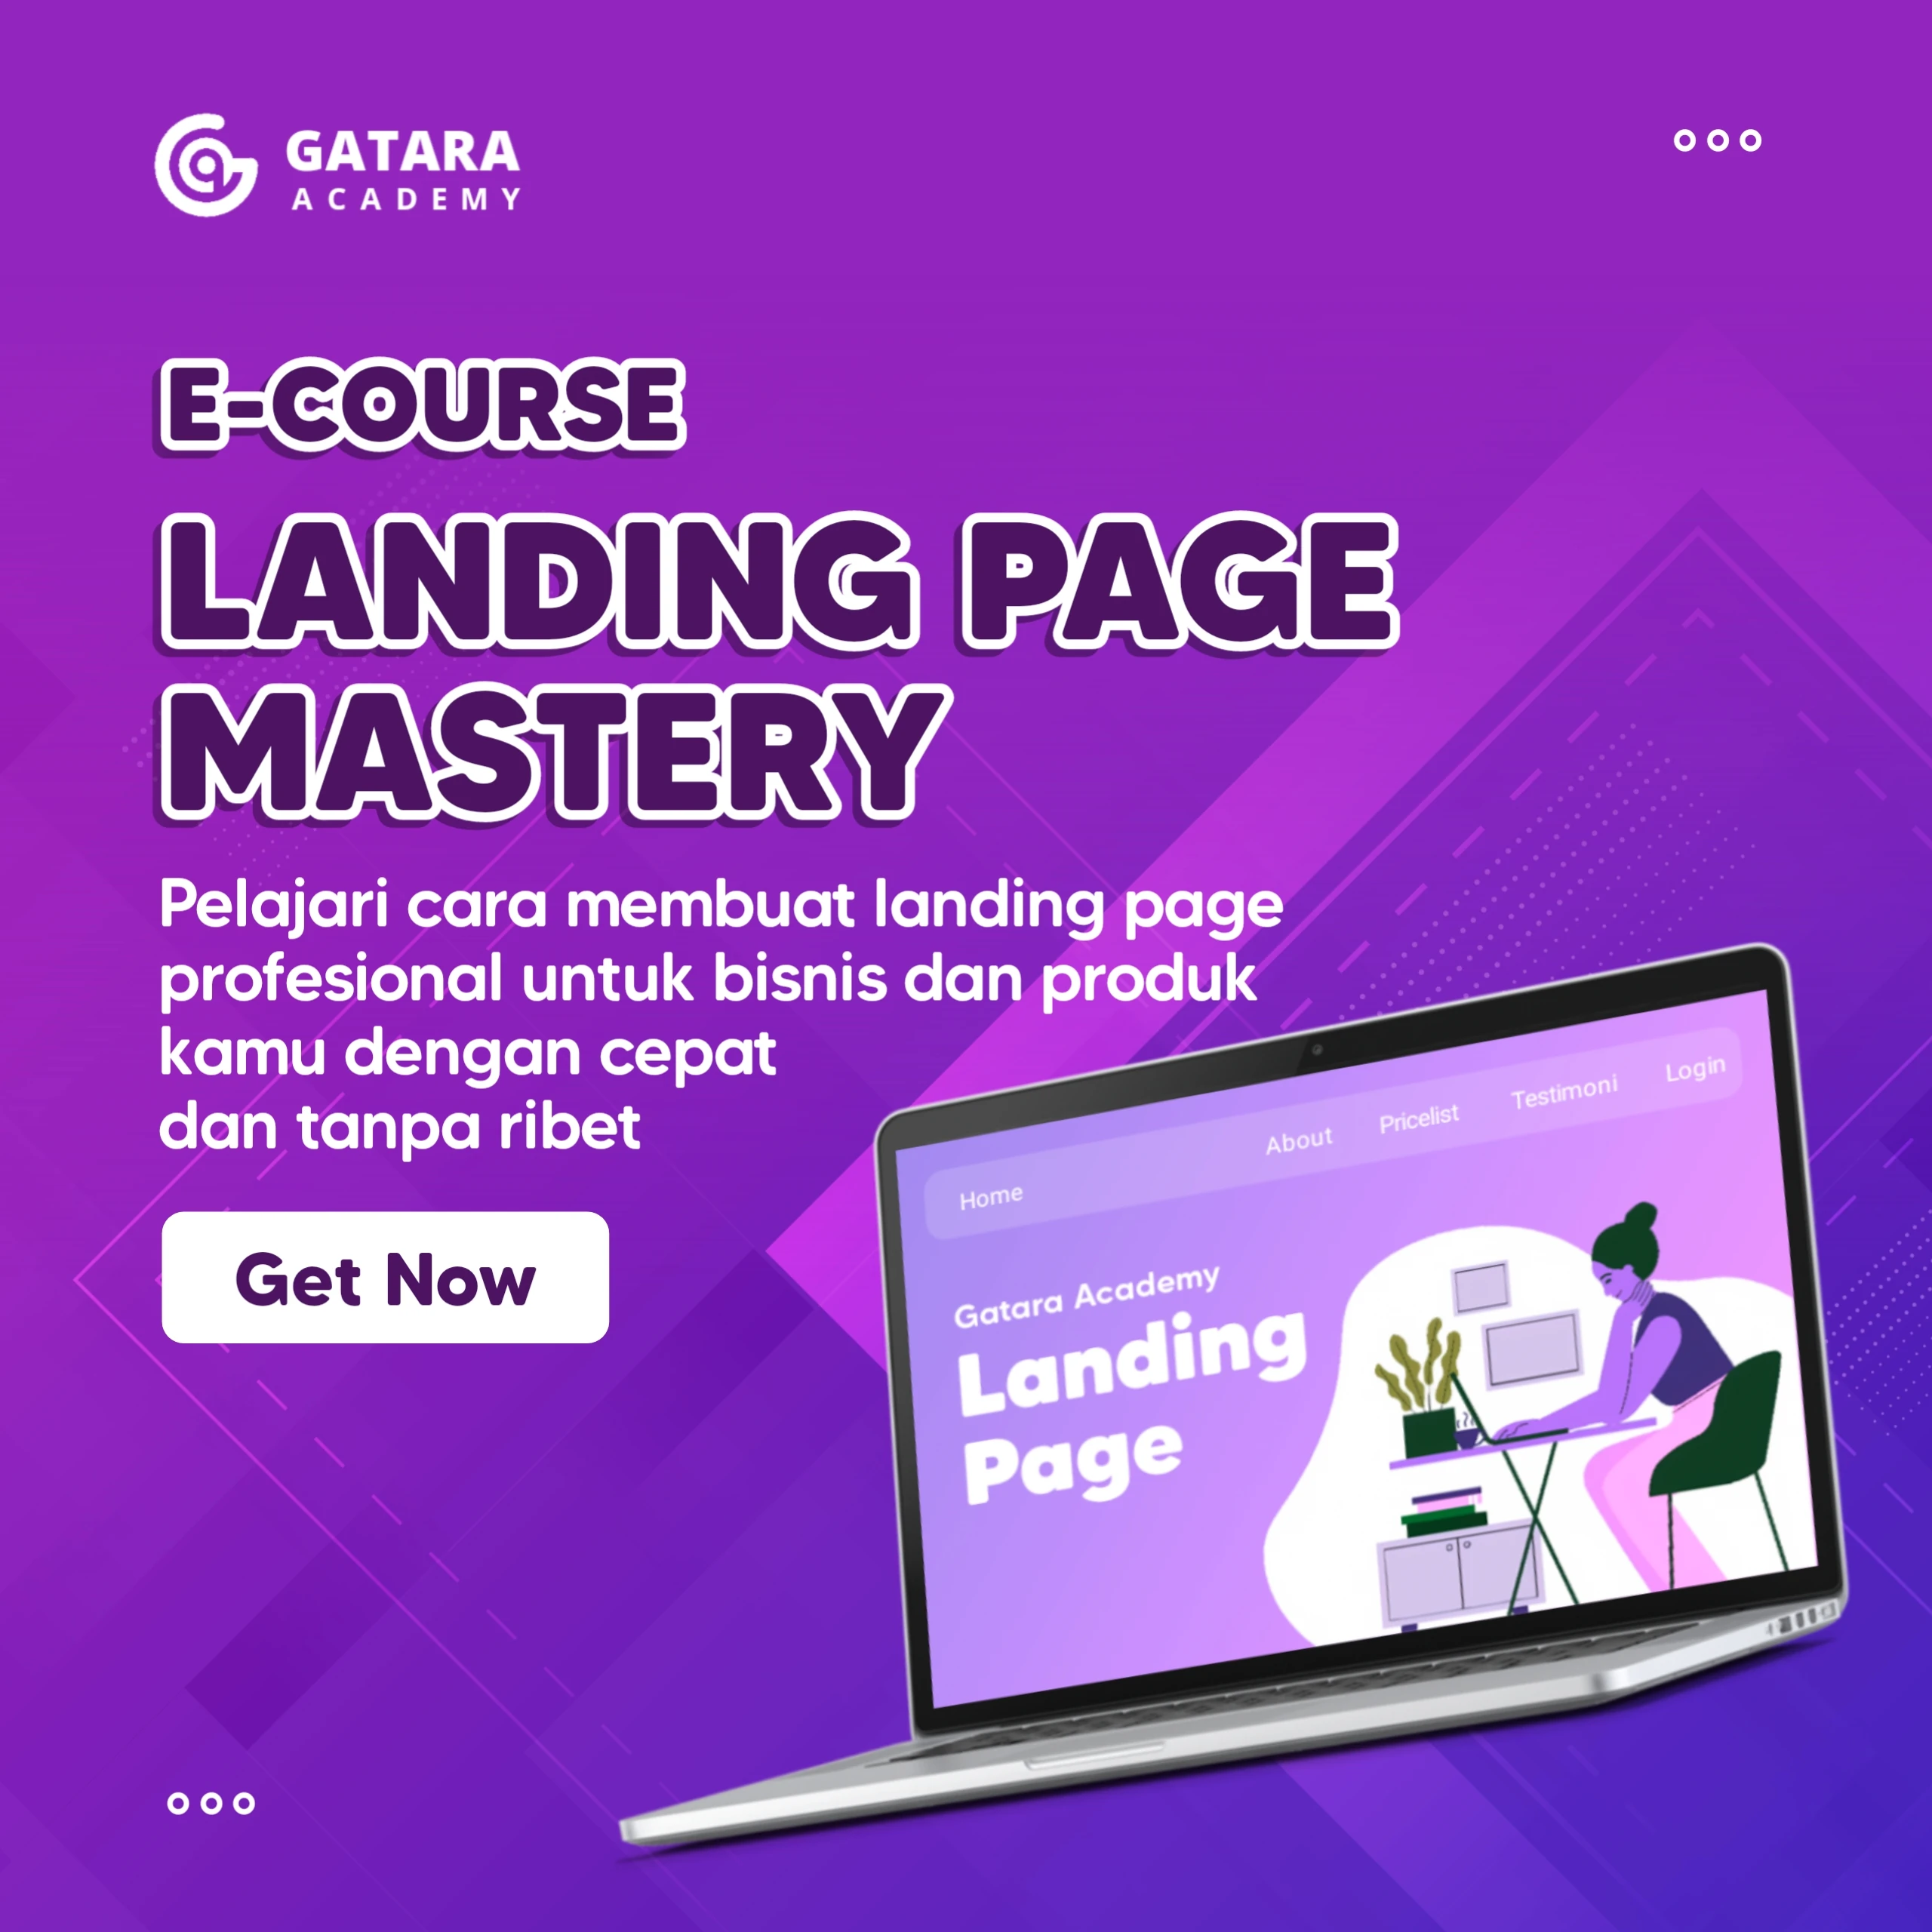 GATARA
ACADEMY
E-COURSE
LANDING PAGE
MASTERY
Pelajari cara membuat landing page
profesional untuk bisnis dan produk
kamu dengan cepat
dan tanpa ribet
Get Now
Home About Pricelist Testimoni Login
Gatara Academy
Landing
Page